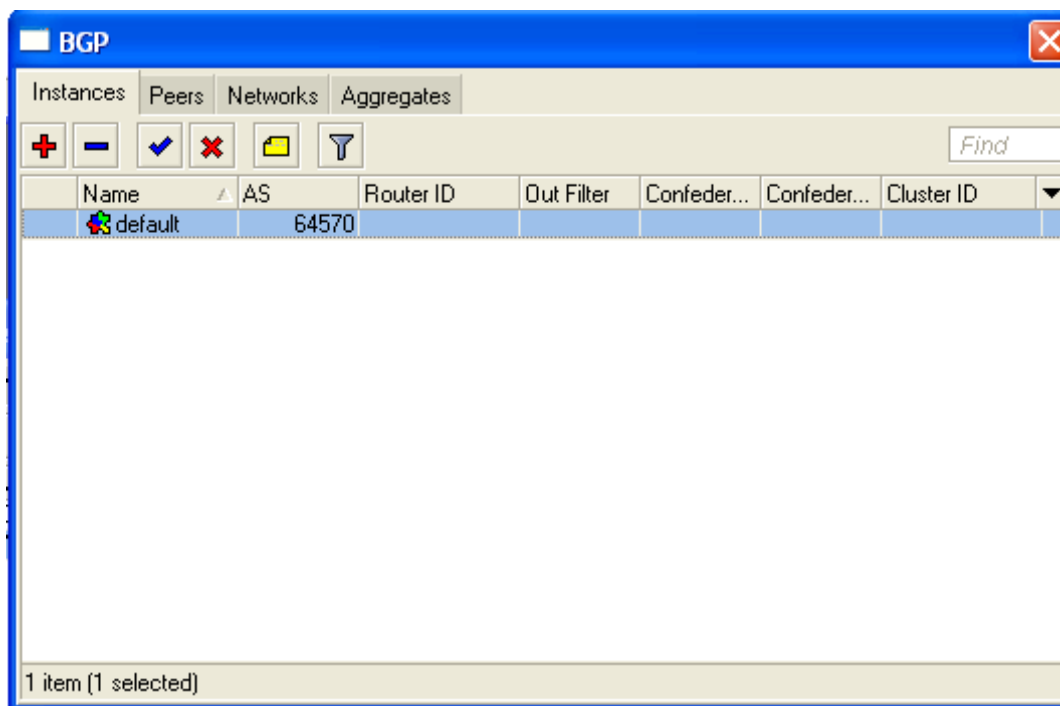 BGP
Instances Peers Networks Aggregates
Find
Name AS Router ID Out Filter Confeder... Confeder... Cluster ID
default 64570
1 item (1 selected)